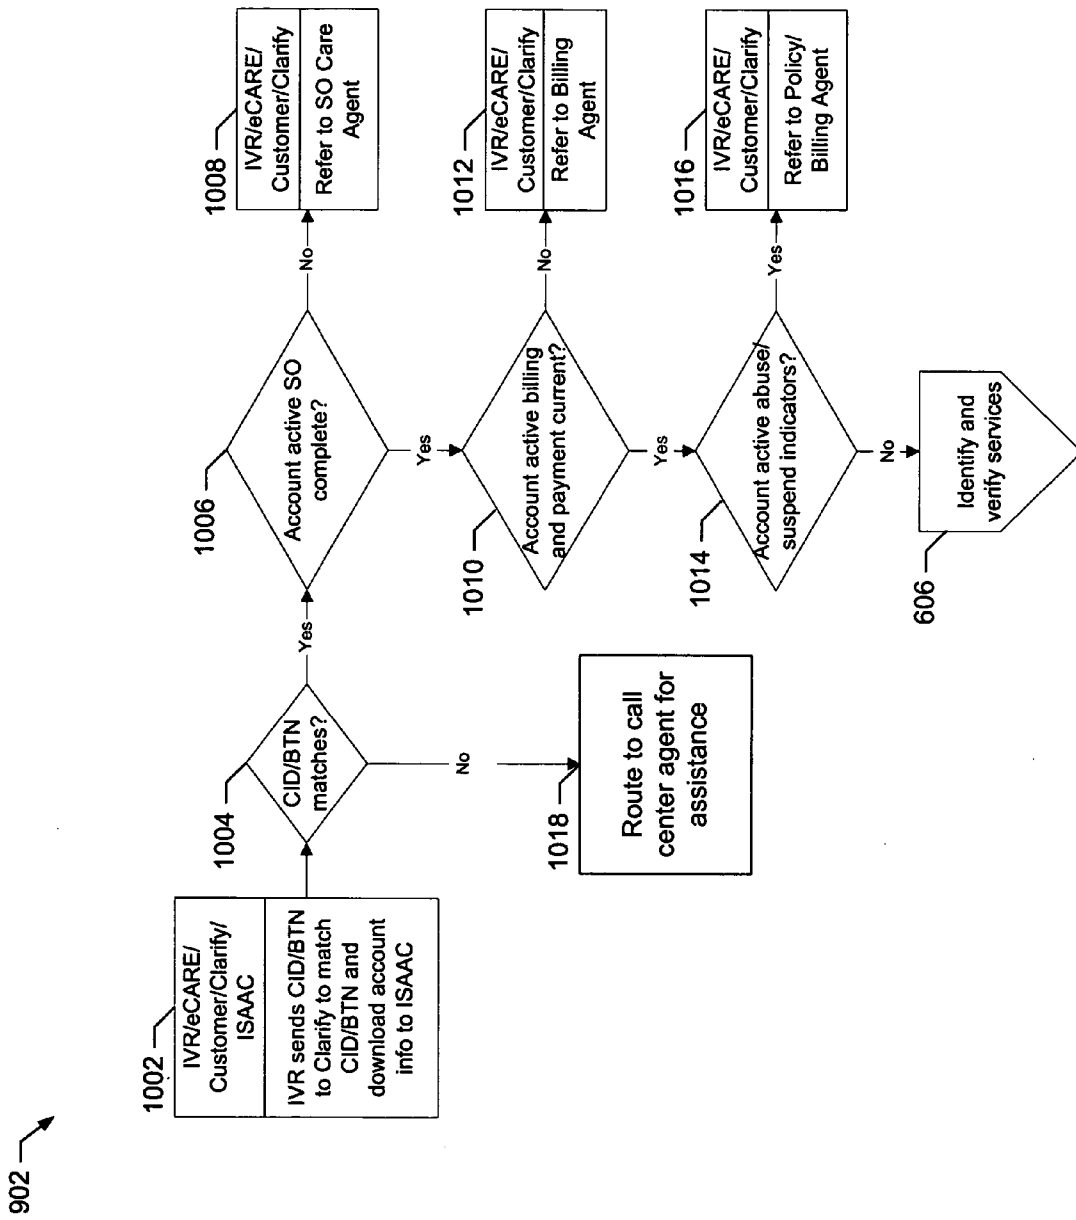 902
1002
IVR/eCARE/
Customer/Clarify/
ISAAC
IVR sends CID/BTN
to Clarify to match
CID/BTN and
download account
info to ISAAC
1004
CID/BTN
matches?
Yes
No
1018
Route to call
center agent for
assistance
1006
Account active SO
complete?
No
Yes
1008
IVR/eCARE/
Customer/Clarify
Refer to SO Care
Agent
1010
Account active billing
and payment current?
No
Yes
1012
IVR/eCARE/
Customer/Clarify
Refer to Billing
Agent
1014
Account active abuse/
suspend indicators?
Yes
No
1016
IVR/eCARE/
Customer/Clarify
Refer to Policy/
Billing Agent
606
Identify and
verify services